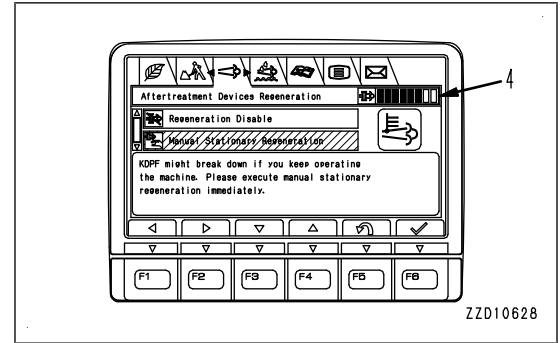 4
Aftertreatment Devices Regeneration
Regeneration Disable
Manual Stationary Regeneration
KDPF might break down if you keep operating
the machine. Please execute manual stationary
regeneration immediately.
F1 F2 F3 F4 F5 F6
ZZD10628